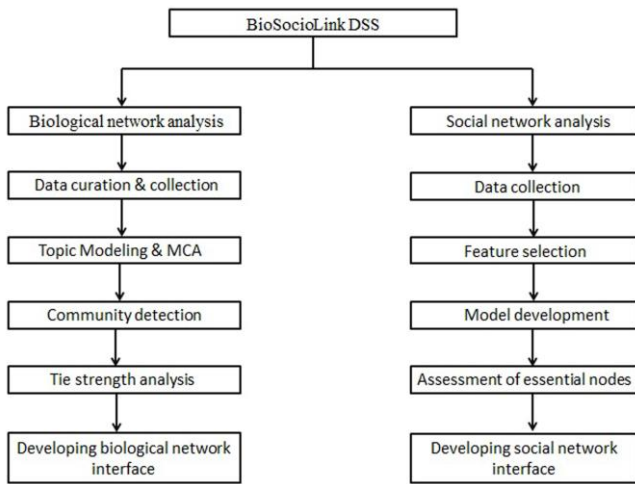 BioSocioLink DSS
Biological network analysis
Data curation & collection
Topic Modeling & MCA
Community detection
Tie strength analysis
Developing biological network
interface
Social network analysis
Data collection
Feature selection
Model development
Assessment of essential nodes
Developing social network
interface